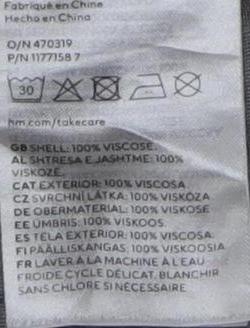 Fabriqué en Chine
Hecho en China
O/N 470319
P/N 1177158 7
30
hm.com/takecare
GB SHELL: 100% VISCOSE.
AL SHTRESA E JASHTME: 100%
VISKOZË.
CAT EXTERIOR: 100% VISCOSA
CZ SVRCHNÍ LÁTKA: 100% VISKÓZA
DE OBERMATERIAL: 100% VISKOSE
EE ÜMBRIS: 100% VISKOOS.
ES TELA EXTERIOR: 100% VISCOSA.
FI PÄÄLLISKANGAS: 100% VISKOOSIA
FR LAVER À LA MACHINE À L'EAU
FROIDE CYCLE DÉLICAT, BLANCHIR
SANS CHLORE SI NÉCESSAIRE